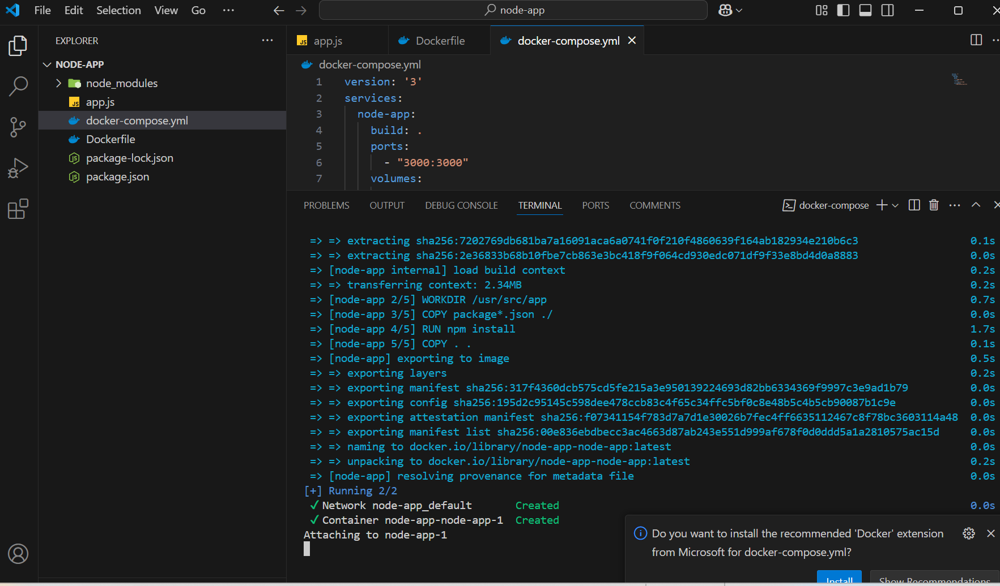 File Edit Selection View Go ···
node-app
EXPLORER ···
NODE-APP
node_modules
app.js
docker-compose.yml
Dockerfile
package-lock.json
package.json
app.js Dockerfile docker-compose.yml
docker-compose.yml
1 version: '3'
2 services:
3 node-app:
4 build: .
5 ports:
6 - "3000:3000"
7 volumes:
PROBLEMS OUTPUT DEBUG CONSOLE TERMINAL PORTS COMMENTS docker-compose
=> => extracting sha256:7202769db681ba7a16091aca6a0741f0f210f4860639f164ab182934e210b6c3 0.1s
=> => extracting sha256:2e36833b68b10fbe7cb863e3bc418f9f064cd930edc071df9f33e8bd4d0a8883 0.0s
=> [node-app internal] load build context 0.2s
=> => transferring context: 2.34MB 0.2s
=> [node-app 2/5] WORKDIR /usr/src/app 0.7s
=> [node-app 3/5] COPY package*.json ./ 0.0s
=> [node-app 4/5] RUN npm install 1.7s
=> [node-app 5/5] COPY . . 0.1s
=> [node-app] exporting to image 0.5s
=> => exporting layers 0.2s
=> => exporting manifest sha256:317f4360dcb575cd5fe215a3e950139224693d82bb6334369f9997c3e9ad1b79 0.0s
=> => exporting config sha256:195d2c95145c598dee478ccb83c4f65c34ffc5bf0c8e48b5c4b5cb90087b1c9e 0.0s
=> => exporting attestation manifest sha256:f07341154f783d7a7d1e30026b7fec4ff6635112467c8f78bc3603114a48 0.0s
=> => exporting manifest list sha256:00e836ebdbecc3ac4663d87ab243e551d999af678f0d0ddd5a1a2810575ac15d 0.0s
=> => naming to docker.io/library/node-app-node-app:latest 0.0s
=> => unpacking to docker.io/library/node-app-node-app:latest 0.2s
=> [node-app] resolving provenance for metadata file 0.0s
[+] Running 2/2
✓ Network node-app_default Created 0.0s
✓ Container node-app-node-app-1 Created
Attaching to node-app-1
Do you want to install the recommended 'Docker' extension
from Microsoft for docker-compose.yml?
Install Show Recommendations